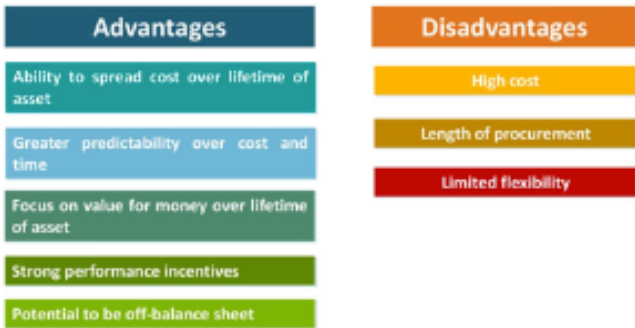 Advantages
Ability to spread cost over lifetime of
asset
Greater predictability over cost and
time
Focus on value for money over lifetime
of asset
Strong performance incentives
Potential to be off-balance sheet
Disadvantages
High cost
Length of procurement
Limited flexibility